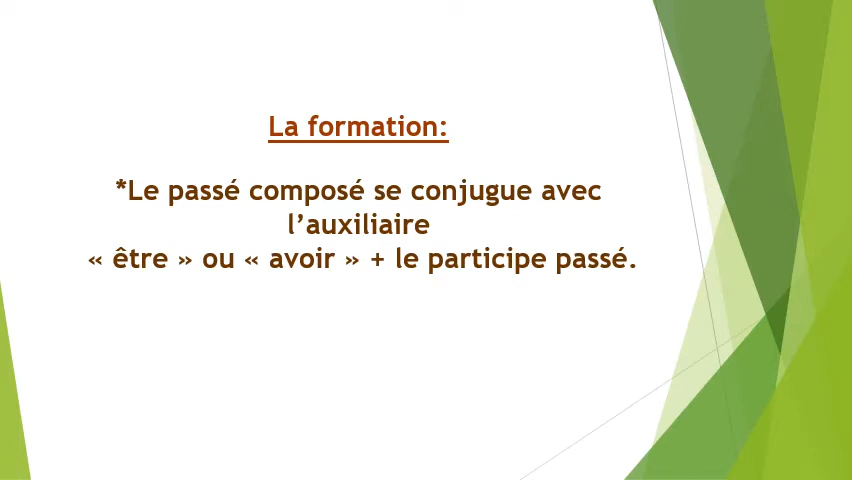 La formation:
*Le passé composé se conjugue avec
l’auxiliaire
« être » ou « avoir » + le participe passé.